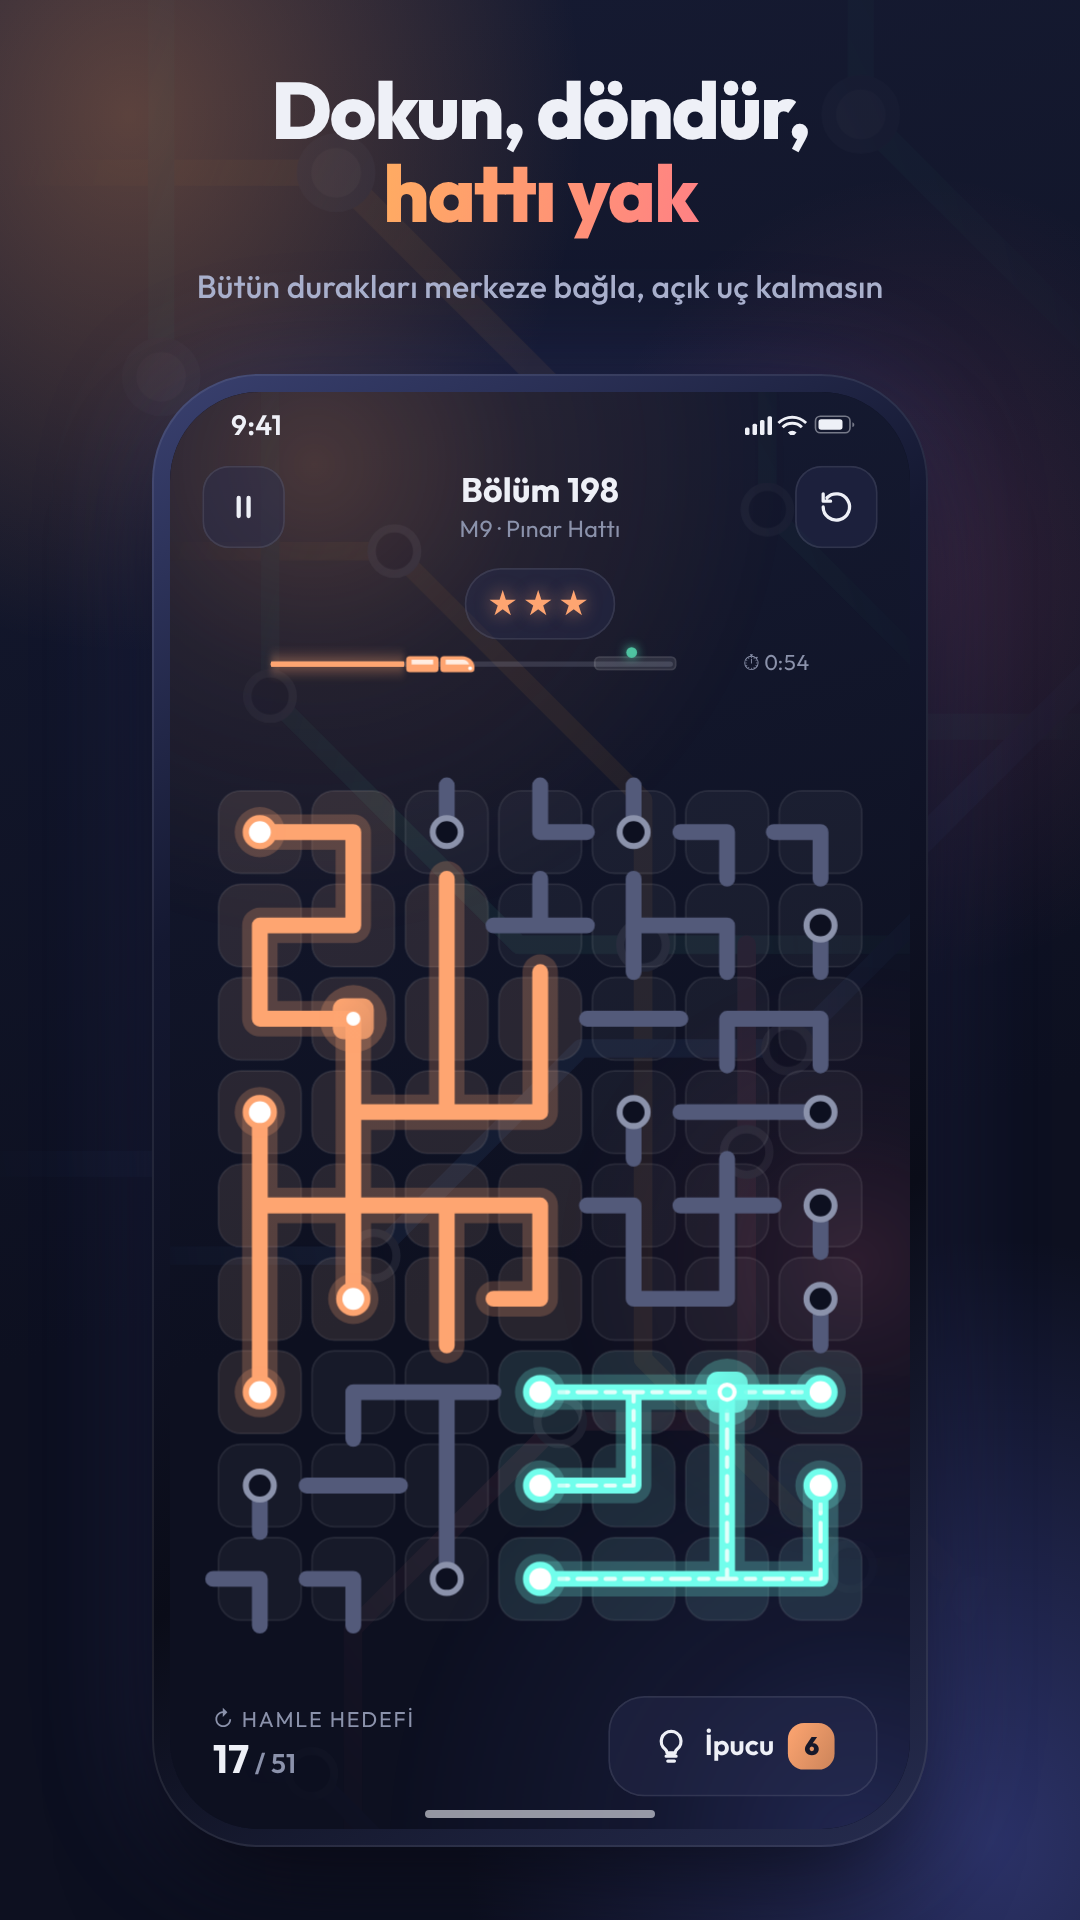 Dokun, döndür,
hattı yak
Bütün durakları merkeze bağla, açık uç kalmasın
9:41
Bölüm 198
M9 · Pınar Hattı
0:54
HAMLE HEDEFİ
17 / 51
İpucu 6